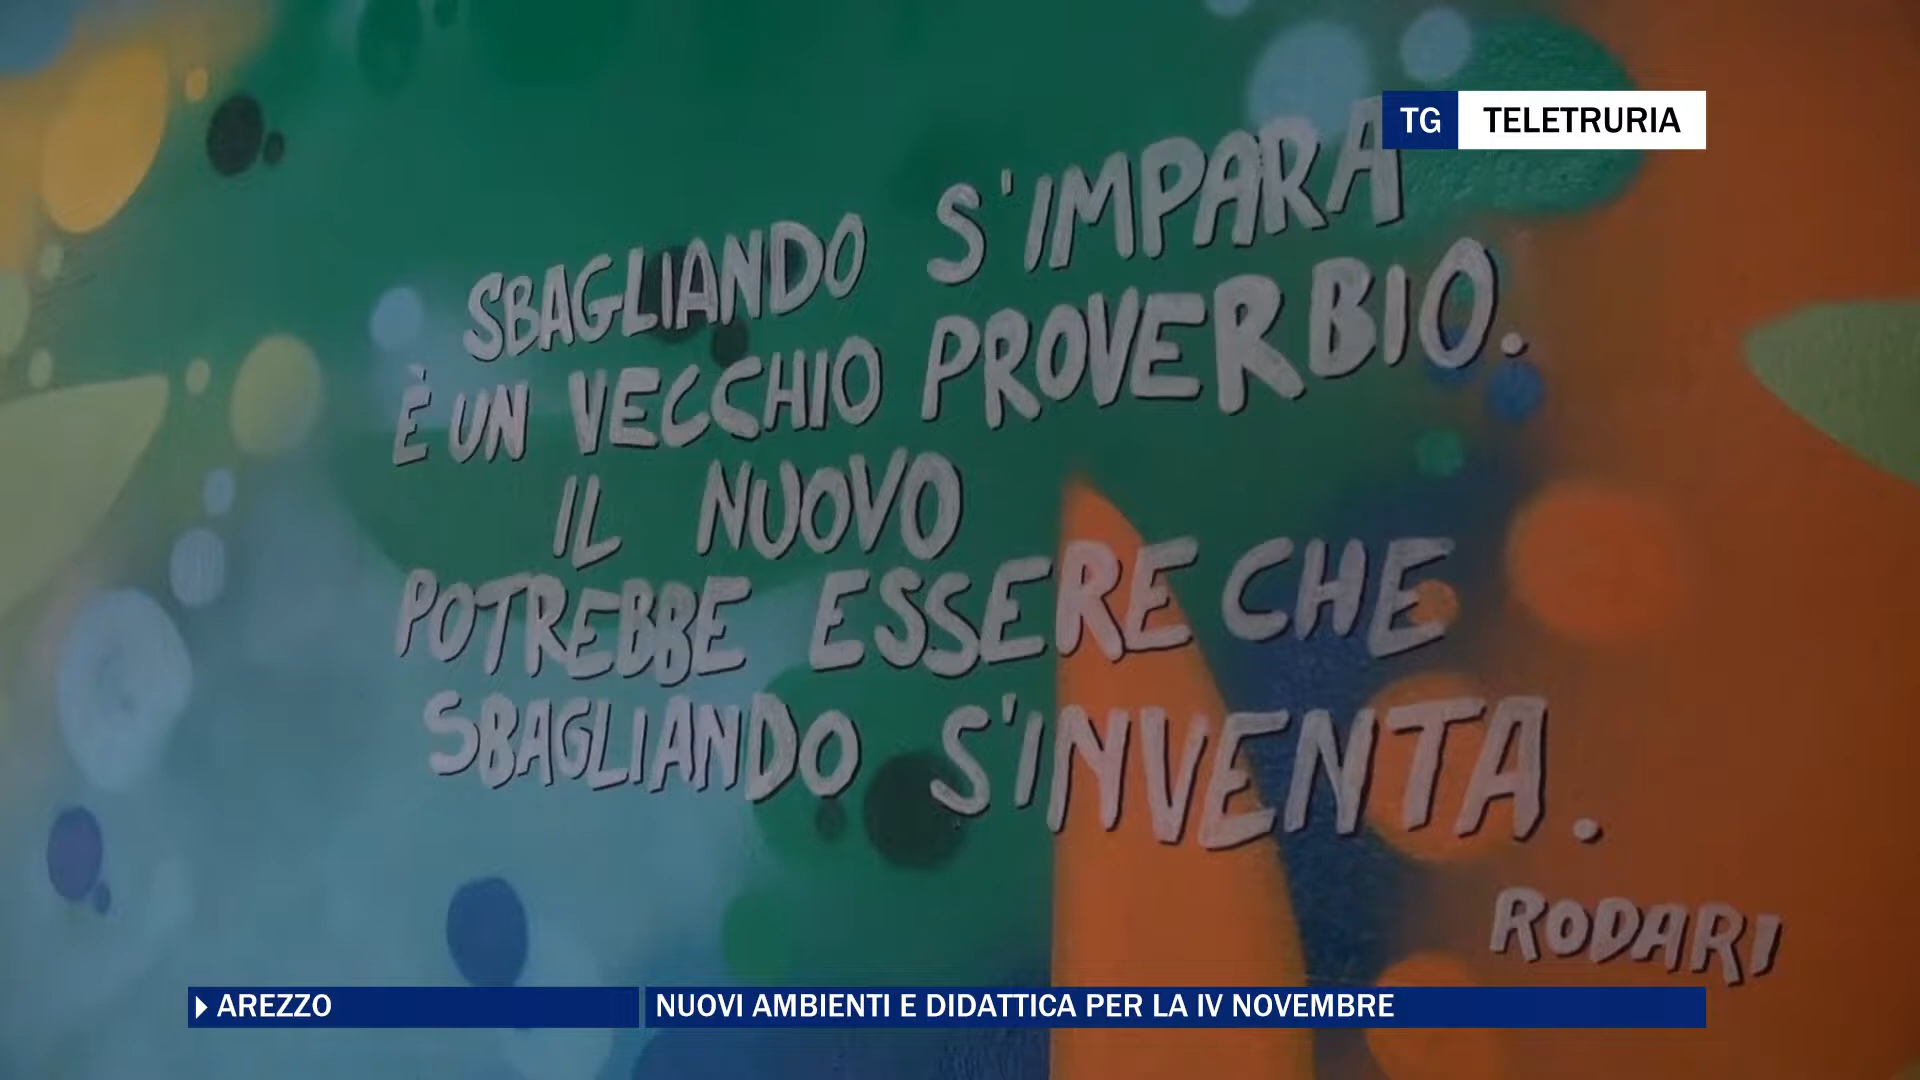 TG TELETRURIA
SBAGLIANDO S'IMPARA
È UN VECCHIO PROVERBIO.
IL NUOVO
POTREBBE ESSERE CHE
SBAGLIANDO S'INVENTA.
RODARI
AREZZO
NUOVI AMBIENTI E DIDATTICA PER LA IV NOVEMBRE